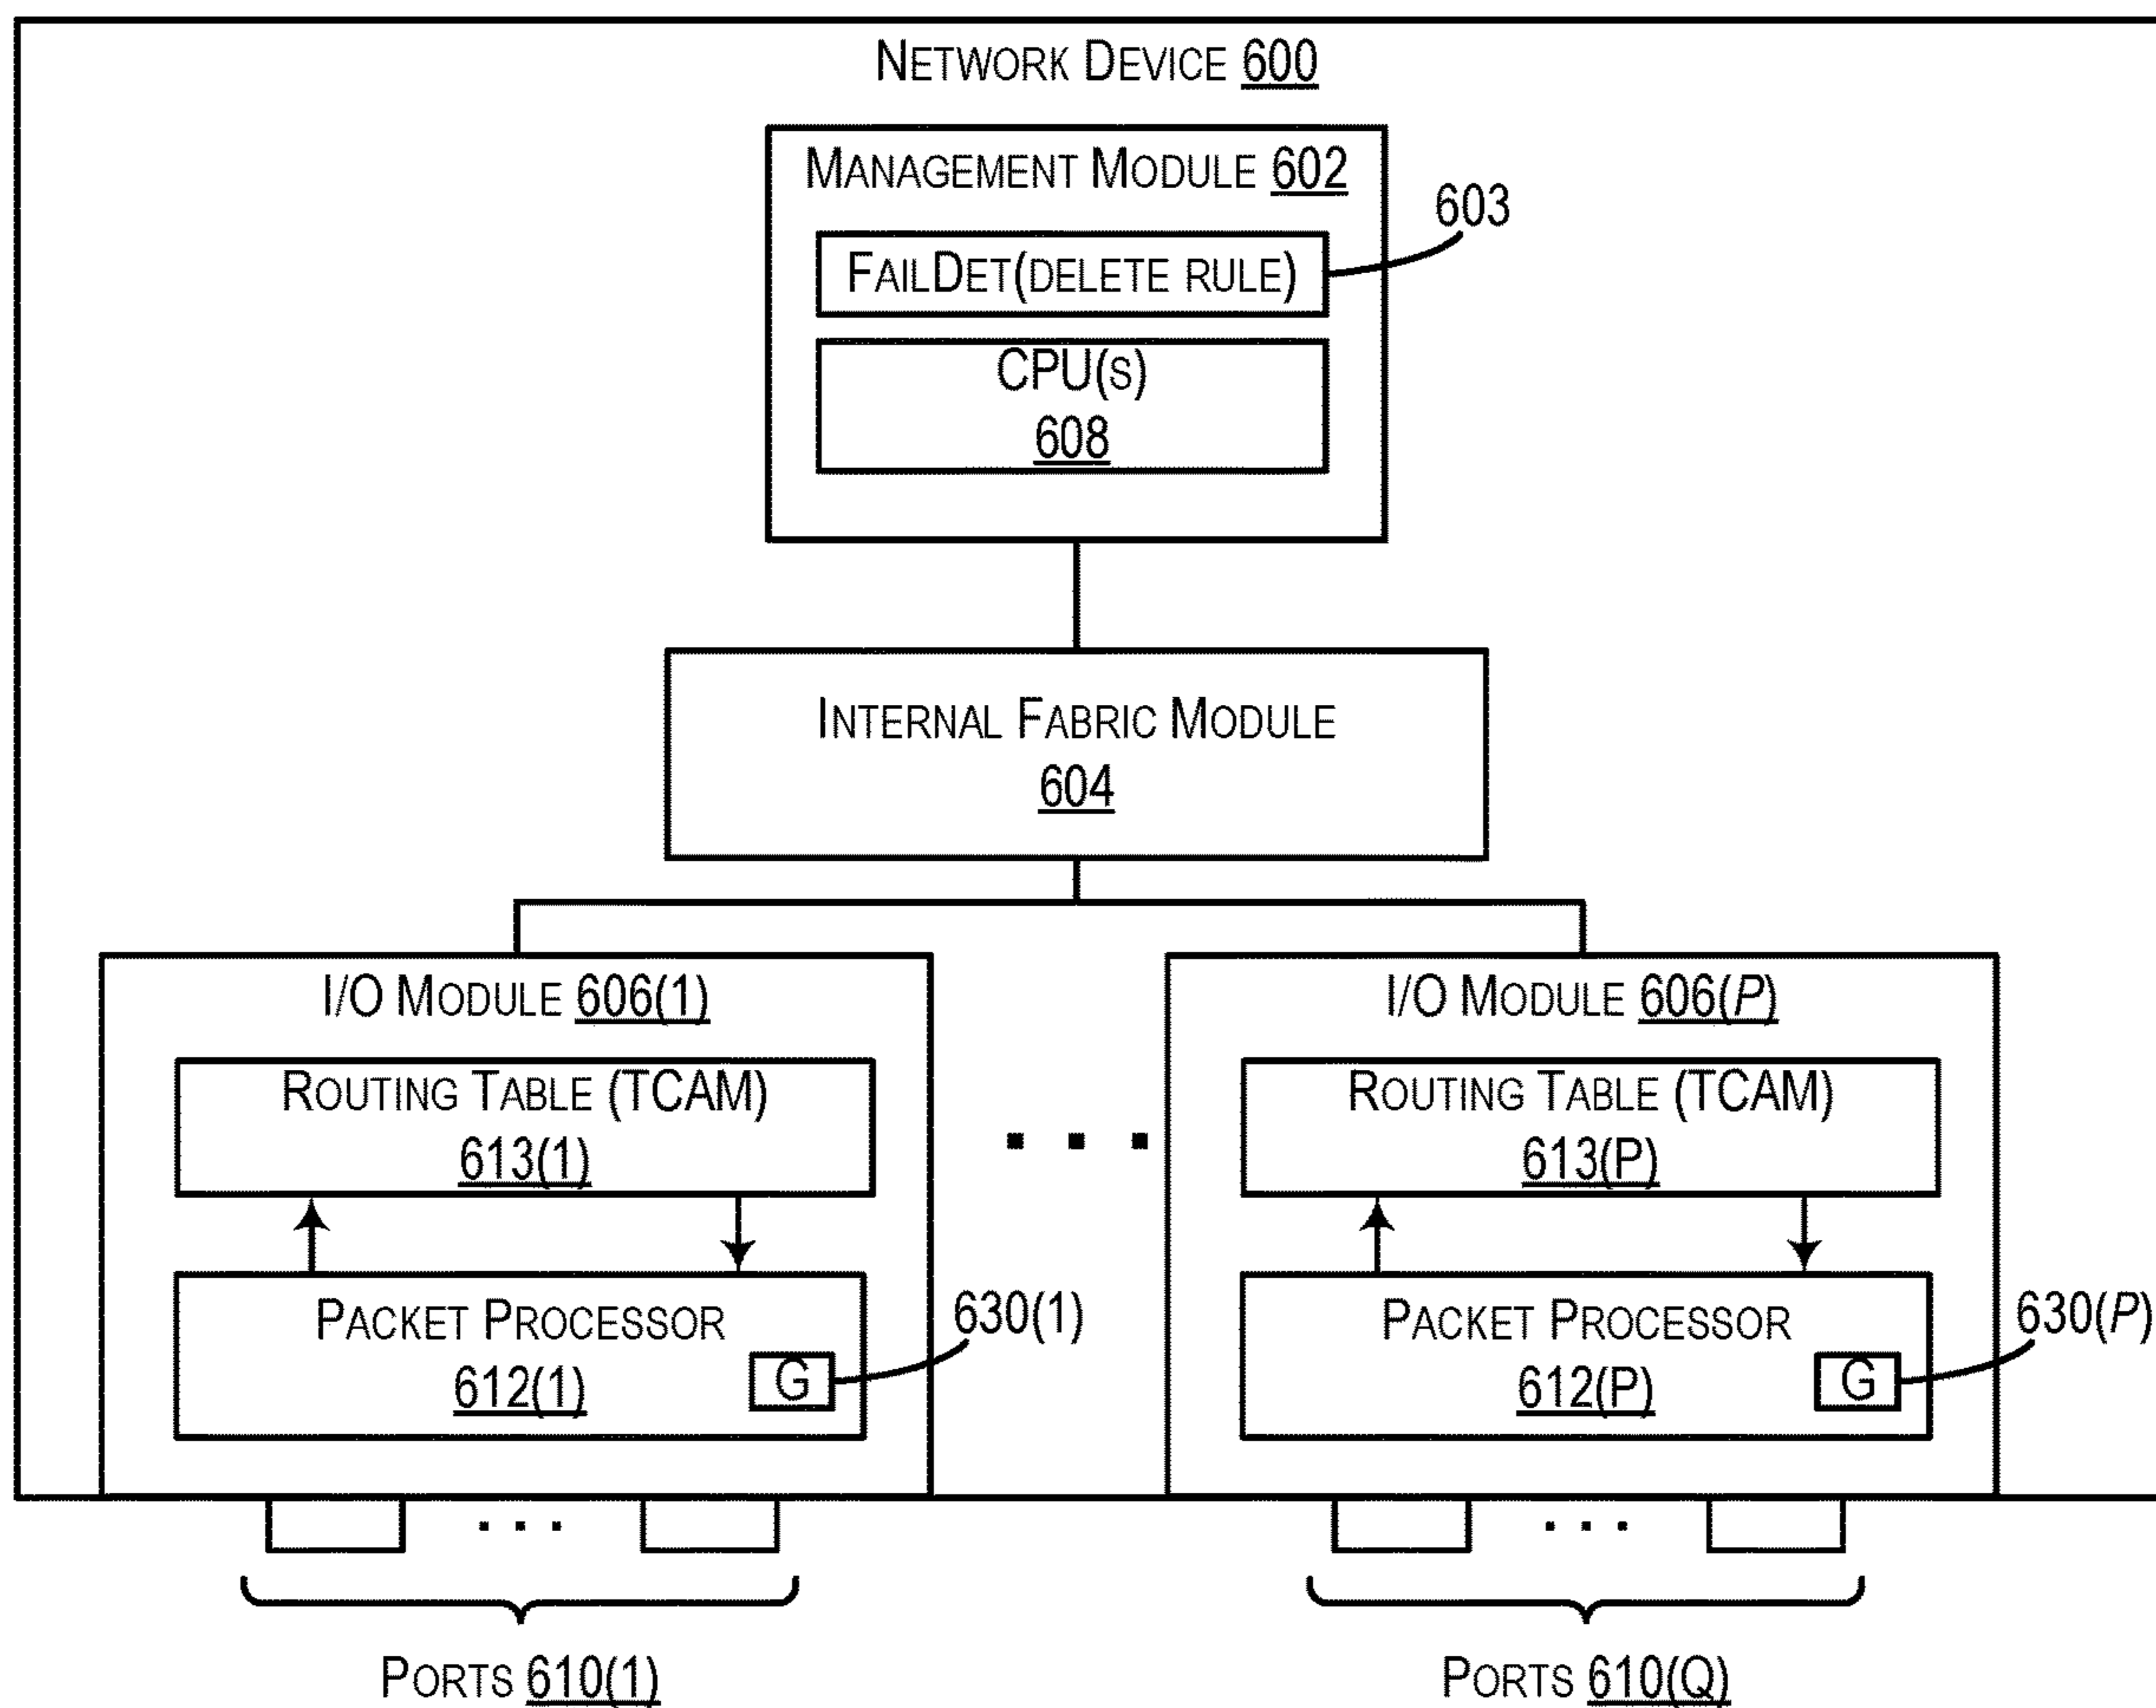 NETWORK DEVICE 600
MANAGEMENT MODULE 602
603
FAILDET(DELETE RULE)
CPU(S)
608
INTERNAL FABRIC MODULE
604
I/O MODULE 606(1)
I/O MODULE 606(P)
ROUTING TABLE (TCAM)
613(1)
ROUTING TABLE (TCAM)
613(P)
. . .
PACKET PROCESSOR
612(1)
G
630(1)
PACKET PROCESSOR
612(P)
G
630(P)
. . .
. . .
PORTS 610(1)
PORTS 610(Q)